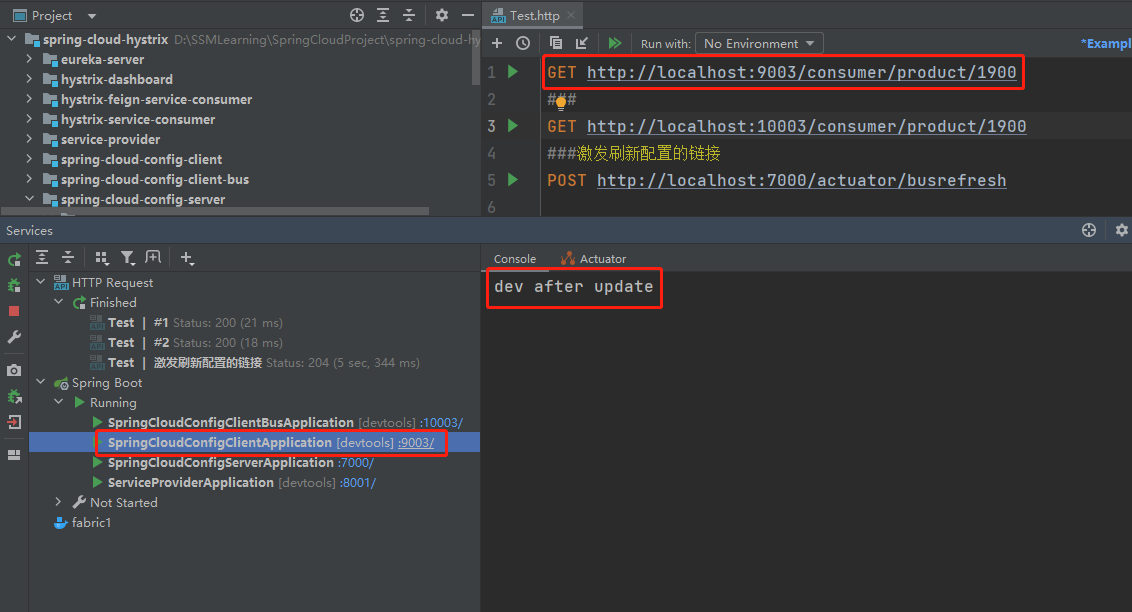 Project
spring-cloud-hystrix D:\SSMLearning\SpringCloudProject\spring-cloud-hy
eureka-server
hystrix-dashboard
hystrix-feign-service-consumer
hystrix-service-consumer
service-provider
spring-cloud-config-client
spring-cloud-config-client-bus
spring-cloud-config-server
API Test.http
Run with: No Environment *Exampl
1 GET http://localhost:9003/consumer/product/1900
2 ###
3 GET http://localhost:10003/consumer/product/1900
4 ###激发刷新配置的链接
5 POST http://localhost:7000/actuator/busrefresh
6
Services
API HTTP Request
Finished
API Test | #1 Status: 200 (21 ms)
API Test | #2 Status: 200 (18 ms)
API Test | 激发刷新配置的链接 Status: 204 (5 sec, 344 ms)
Spring Boot
Running
SpringCloudConfigClientBusApplication [devtools] :10003/
SpringCloudConfigClientApplication [devtools] :9003/
SpringCloudConfigServerApplication :7000/
ServiceProviderApplication [devtools] :8001/
Not Started
fabric1
Console Actuator
dev after update